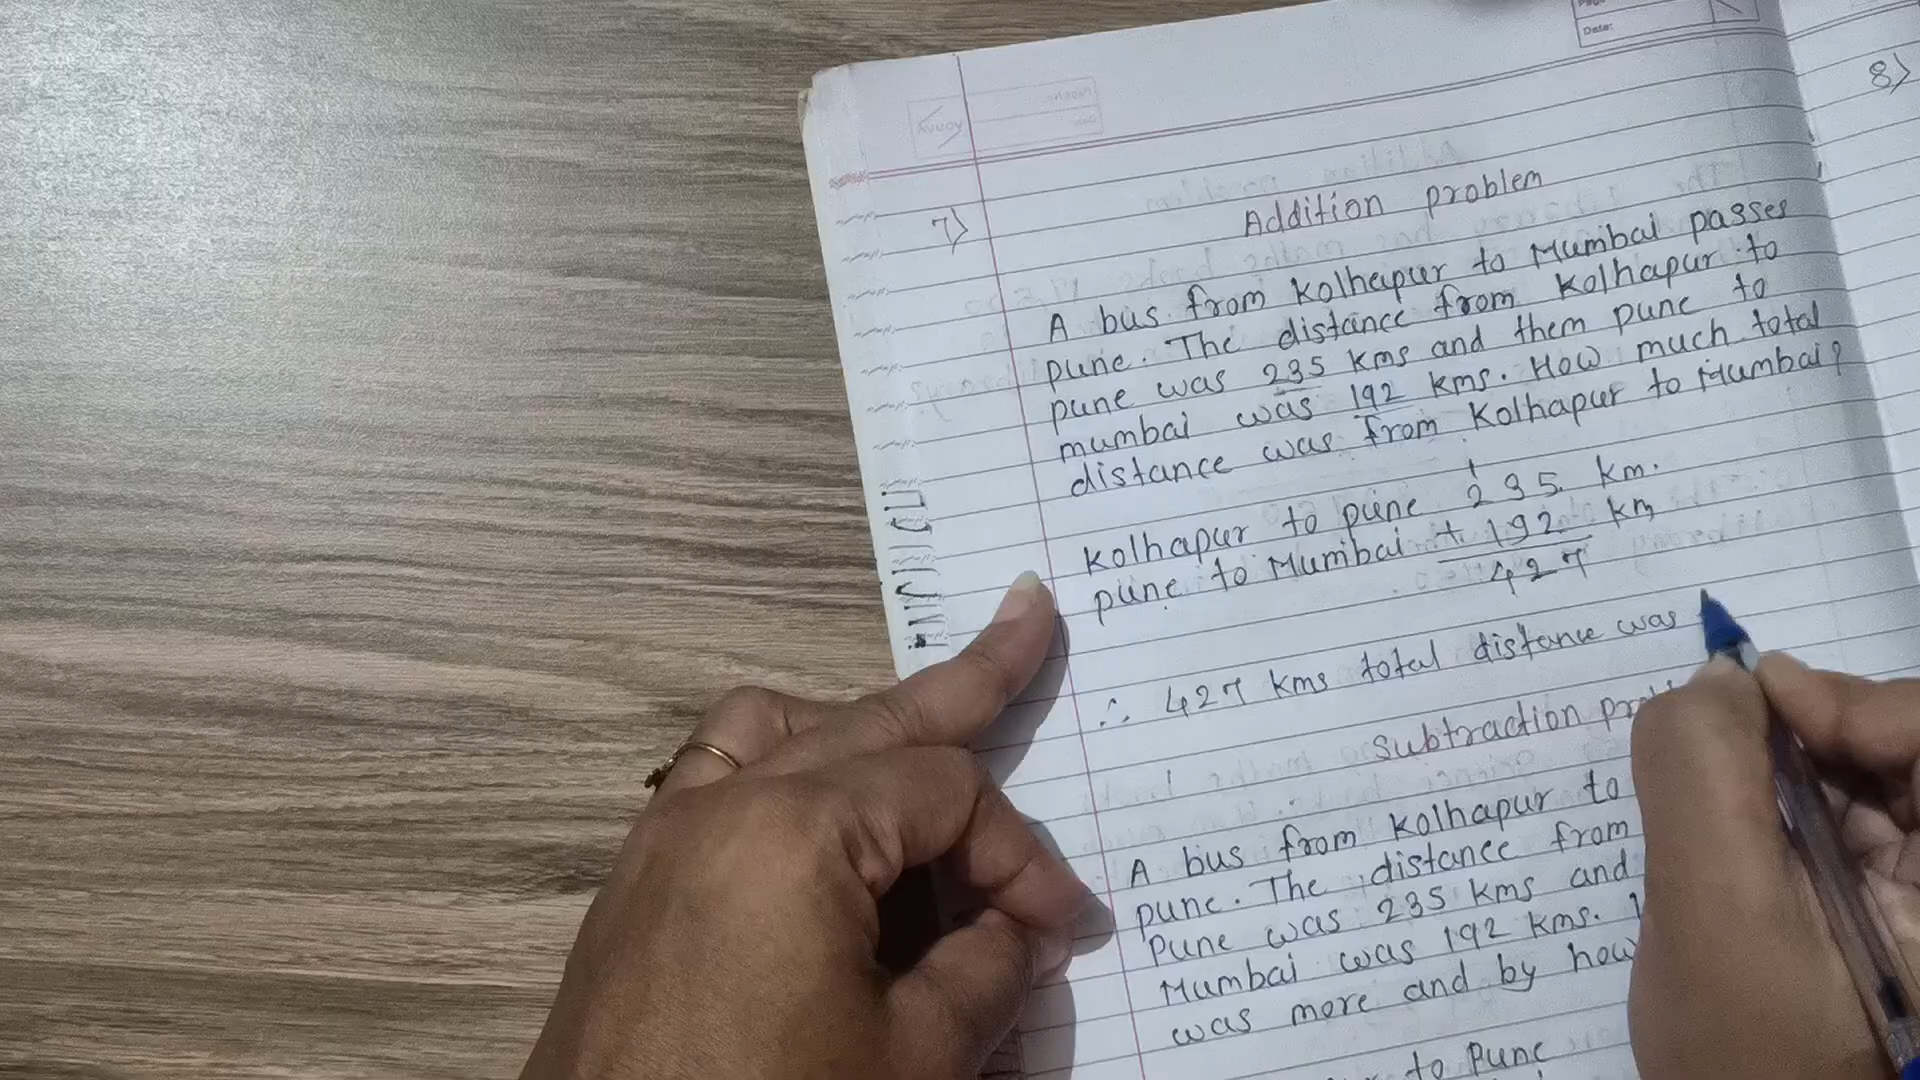 Date:
8)
7)
Addition problem
A bus from Kolhapur to Mumbai passes
pune. The distance from Kolhapur to
pune was 235 kms and them pune to
mumbai was 192 kms. How much total
distance was from Kolhapur to Mumbai?
Kolhapur to pune 235 km.
pune to Mumbai + 192 km
427
∴ 427 kms total distance was
Subtraction
A bus from Kolhapur to
pune. The distance from
Pune was 235 kms and
Mumbai was 192 kms.
was more and by how
to Pune